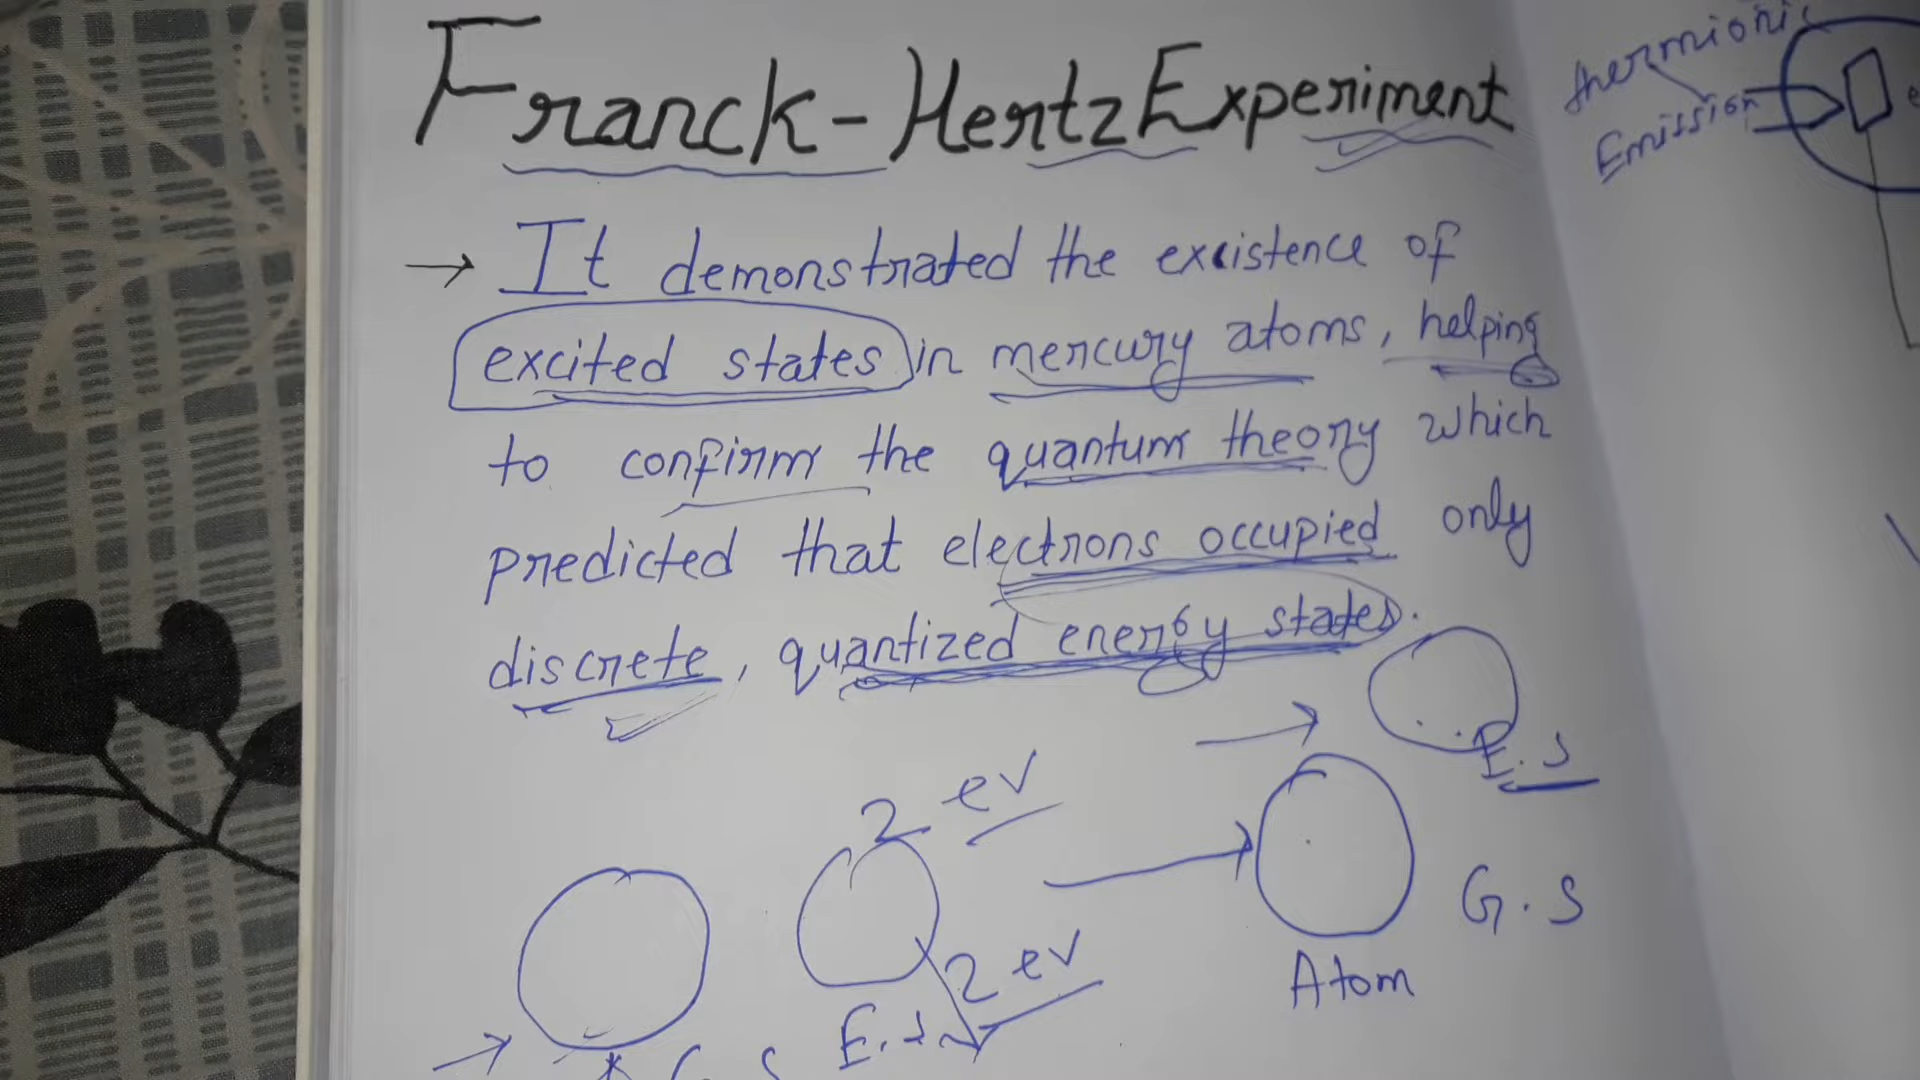 Franck-Hertz Experiment
→ It demonstrated the excistence of
excited states in mercury atoms, helping
to confirm the quantum theory which
predicted that electrons occupied only
discrete, quantized energy states.
thermionic
Emission
e
E.S
2 ev
G.S
2 ev
Atom
E.s
G.S